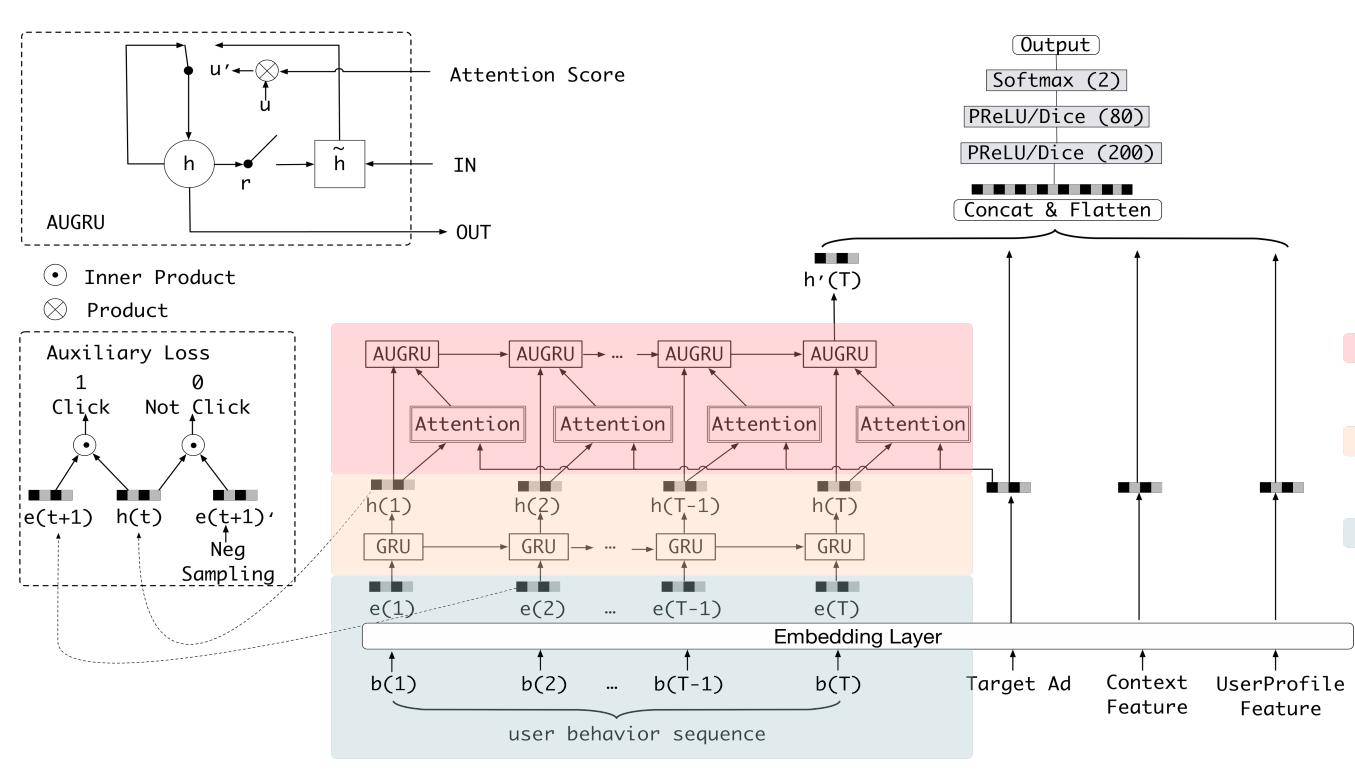 Output
Softmax (2)
PReLU/Dice (80)
PReLU/Dice (200)
Concat & Flatten
u′
Attention Score
u
h
r
h̃
IN
AUGRU
OUT
Inner Product
Product
h′(T)
Auxiliary Loss
1
Click
0
Not Click
e(t+1)
h(t)
e(t+1)′
Neg
Sampling
AUGRU
AUGRU
...
AUGRU
AUGRU
Attention
Attention
Attention
Attention
h(1)
h(2)
h(T-1)
h(T)
GRU
GRU
...
GRU
GRU
e(1)
e(2)
...
e(T-1)
e(T)
Embedding Layer
b(1)
b(2)
...
b(T-1)
b(T)
Target Ad
Context
Feature
UserProfile
Feature
user behavior sequence